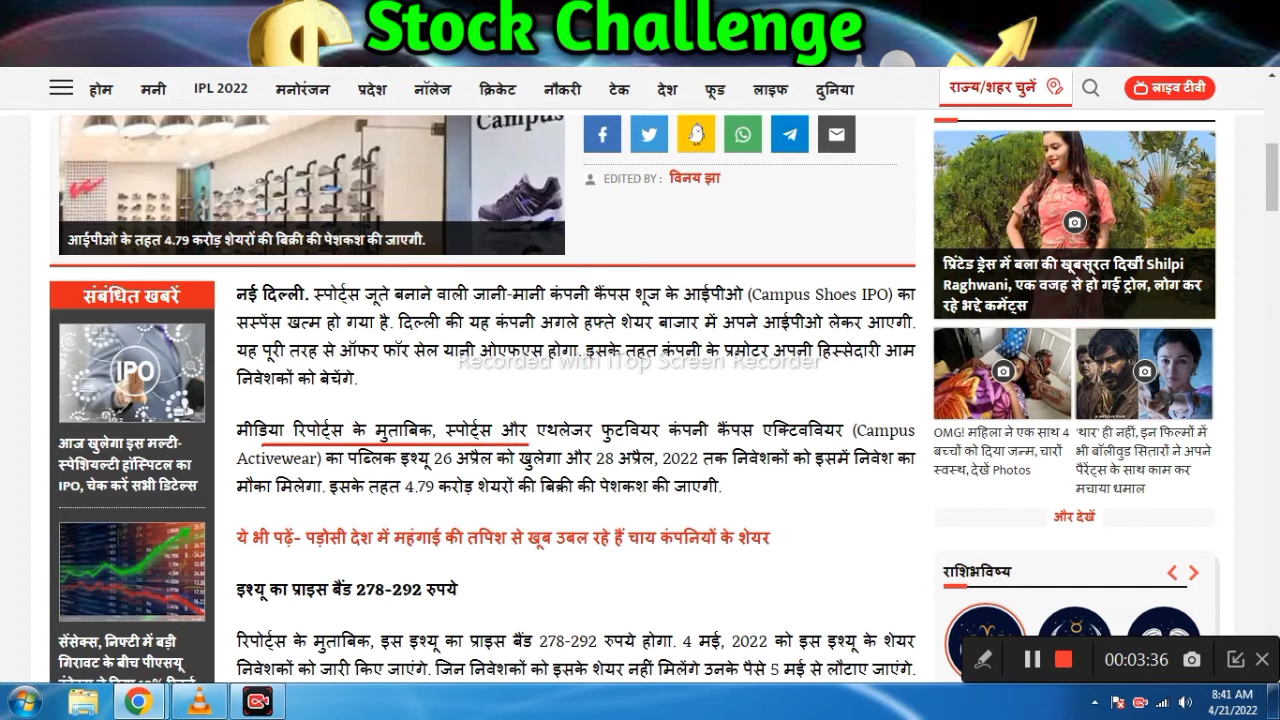 Stock Challenge
होम मनी IPL 2022 मनोरंजन प्रदेश नॉलेज क्रिकेट नौकरी टेक देश फूड लाइफ दुनिया राज्य/शहर चुनें लाइव टीवी
Campus
आईपीओ के तहत 4.79 करोड़ शेयरों की बिक्री की पेशकश की जाएगी.
EDITED BY : विनय झा
संबंधित खबरें
IPO
आज खुलेगा इस मल्टी-
स्पेशियल्टी हॉस्पिटल का
IPO, चेक करें सभी डिटेल्स
सेंसेक्स, निफ्टी में बड़ी
गिरावट के बीच पीएसयू
नई दिल्ली. स्पोर्ट्स जूते बनाने वाली जानी-मानी कंपनी कैंपस शूज के आईपीओ (Campus Shoes IPO) का
सस्पेंस खत्म हो गया है. दिल्ली की यह कंपनी अगले हफ्ते शेयर बाजार में अपने आईपीओ लेकर आएगी.
यह पूरी तरह से ऑफर फॉर सेल यानी ओएफएस होगा. इसके तहत कंपनी के प्रमोटर अपनी हिस्सेदारी आम
निवेशकों को बेचेंगे.
Recorded with iTop Screen Recorder
मीडिया रिपोर्ट्स के मुताबिक, स्पोर्ट्स और एथलेजर फुटवियर कंपनी कैंपस एक्टिववियर (Campus
Activewear) का पब्लिक इश्यू 26 अप्रैल को खुलेगा और 28 अप्रैल, 2022 तक निवेशकों को इसमें निवेश का
मौका मिलेगा. इसके तहत 4.79 करोड़ शेयरों की बिक्री की पेशकश की जाएगी.
ये भी पढ़ें- पड़ोसी देश में महंगाई की तपिश से खूब उबल रहे हैं चाय कंपनियों के शेयर
इश्यू का प्राइस बैंड 278-292 रुपये
रिपोर्ट्स के मुताबिक, इस इश्यू का प्राइस बैंड 278-292 रुपये होगा. 4 मई, 2022 को इस इश्यू के शेयर
निवेशकों को जारी किए जाएंगे. जिन निवेशकों को इसके शेयर नहीं मिलेंगे उनके पैसे 5 मई से लौटाए जाएंगे.
प्रिंटेड ड्रेस में बला की खूबसूरत दिखीं Shilpi
Raghwani, एक वजह से हो गईं ट्रोल, लोग कर
रहे भद्दे कमेंट्स
OMG! महिला ने एक साथ 4
बच्चों को दिया जन्म, चारों
स्वस्थ, देखें Photos
'थार' ही नहीं, इन फिल्मों में
भी बॉलीवुड सितारों ने अपने
पैरेंट्स के साथ काम कर
मचाया धमाल
और देखें
राशिभविष्य
00:03:36
8:41 AM
4/21/2022